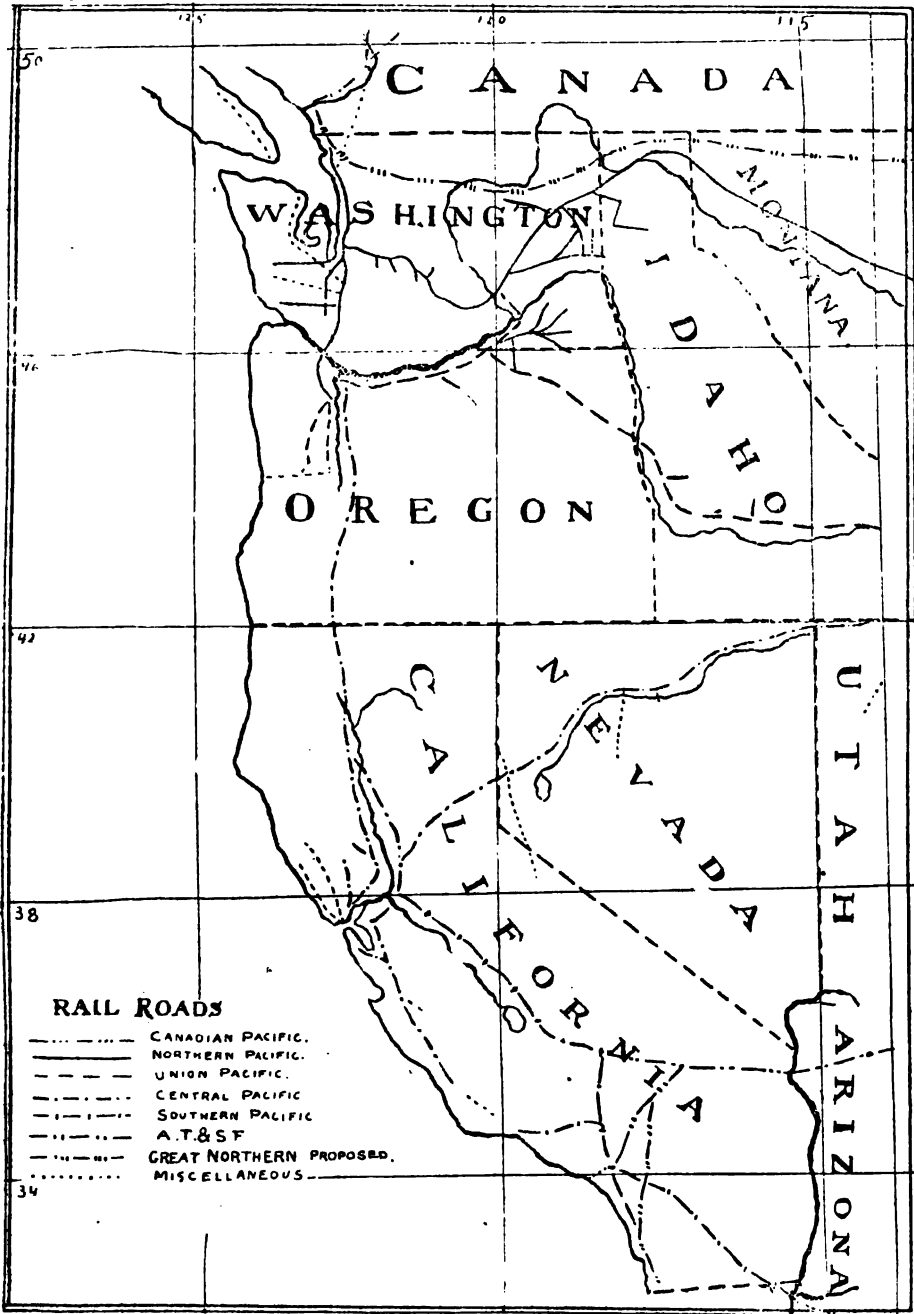 125 120 115
50
CANADA
WASHINGTON
MONTANA
IDAHO
46
OREGON
42
CALIFORNIA
NEVADA
UTAH
38
RAIL ROADS
CANADIAN PACIFIC.
NORTHERN PACIFIC.
UNION PACIFIC.
CENTRAL PACIFIC
SOUTHERN PACIFIC
A.T.&SF
GREAT NORTHERN PROPOSED.
MISCELLANEOUS
ARIZONA
34